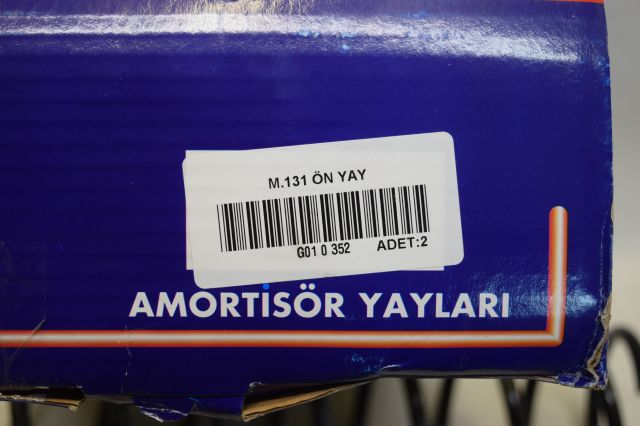 M.131 ÖN YAY
G01 0 352 ADET:2
AMORTİSÖR YAYLARI